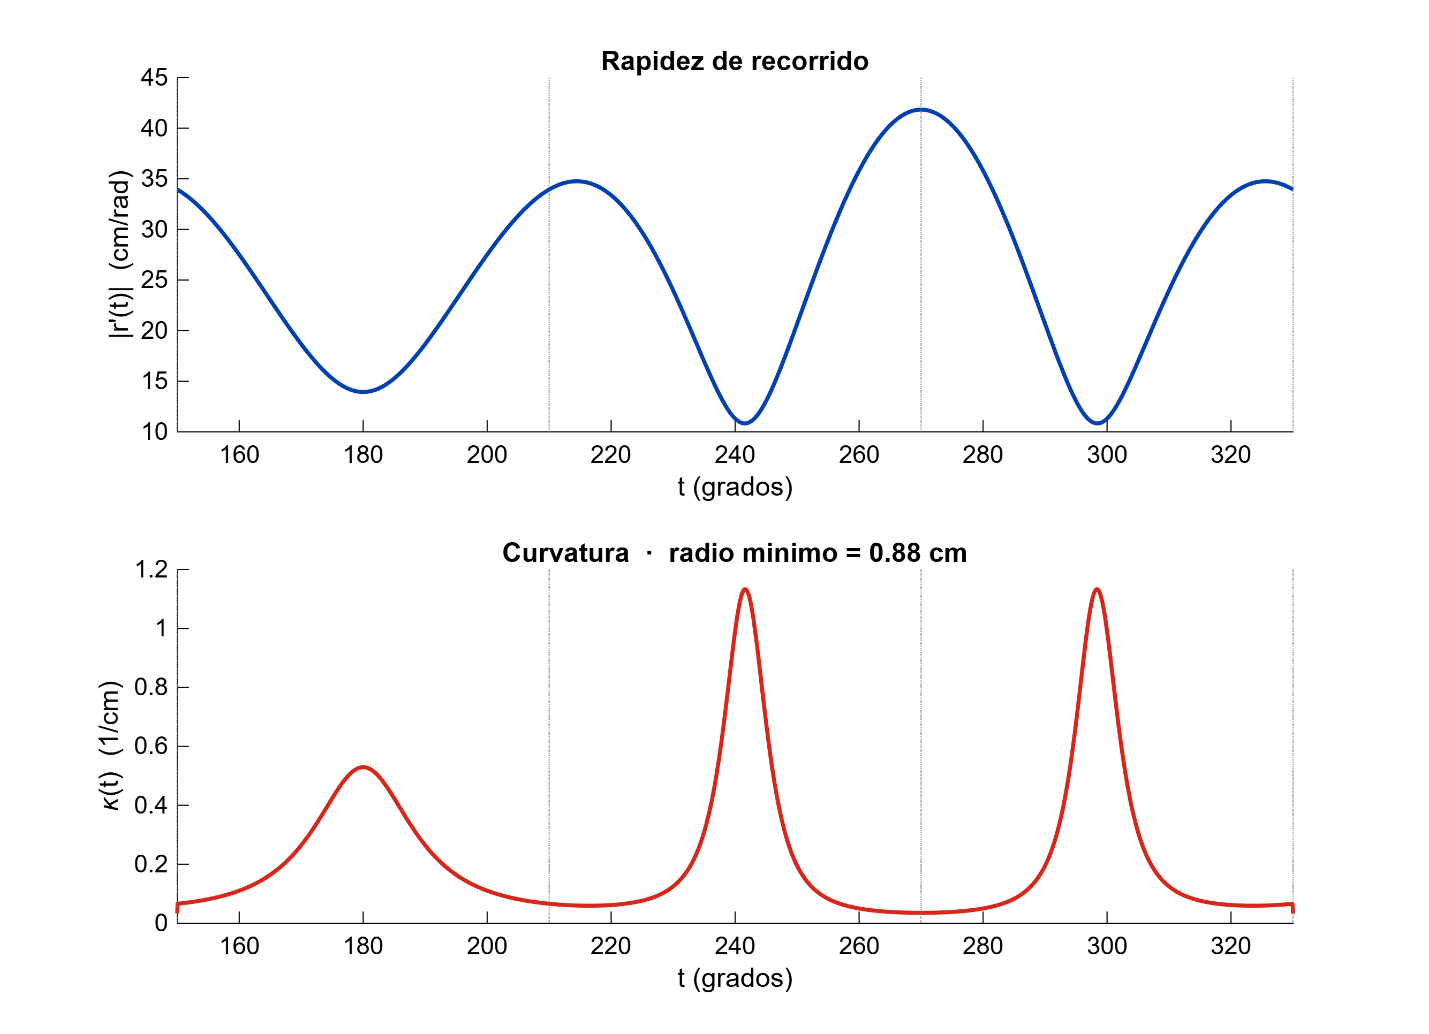 Rapidez de recorrido
|r'(t)| (cm/rad)
45
40
35
30
25
20
15
10
160 180 200 220 240 260 280 300 320
t (grados)
Curvatura · radio minimo = 0.88 cm
κ(t) (1/cm)
1.2
1
0.8
0.6
0.4
0.2
0
160 180 200 220 240 260 280 300 320
t (grados)